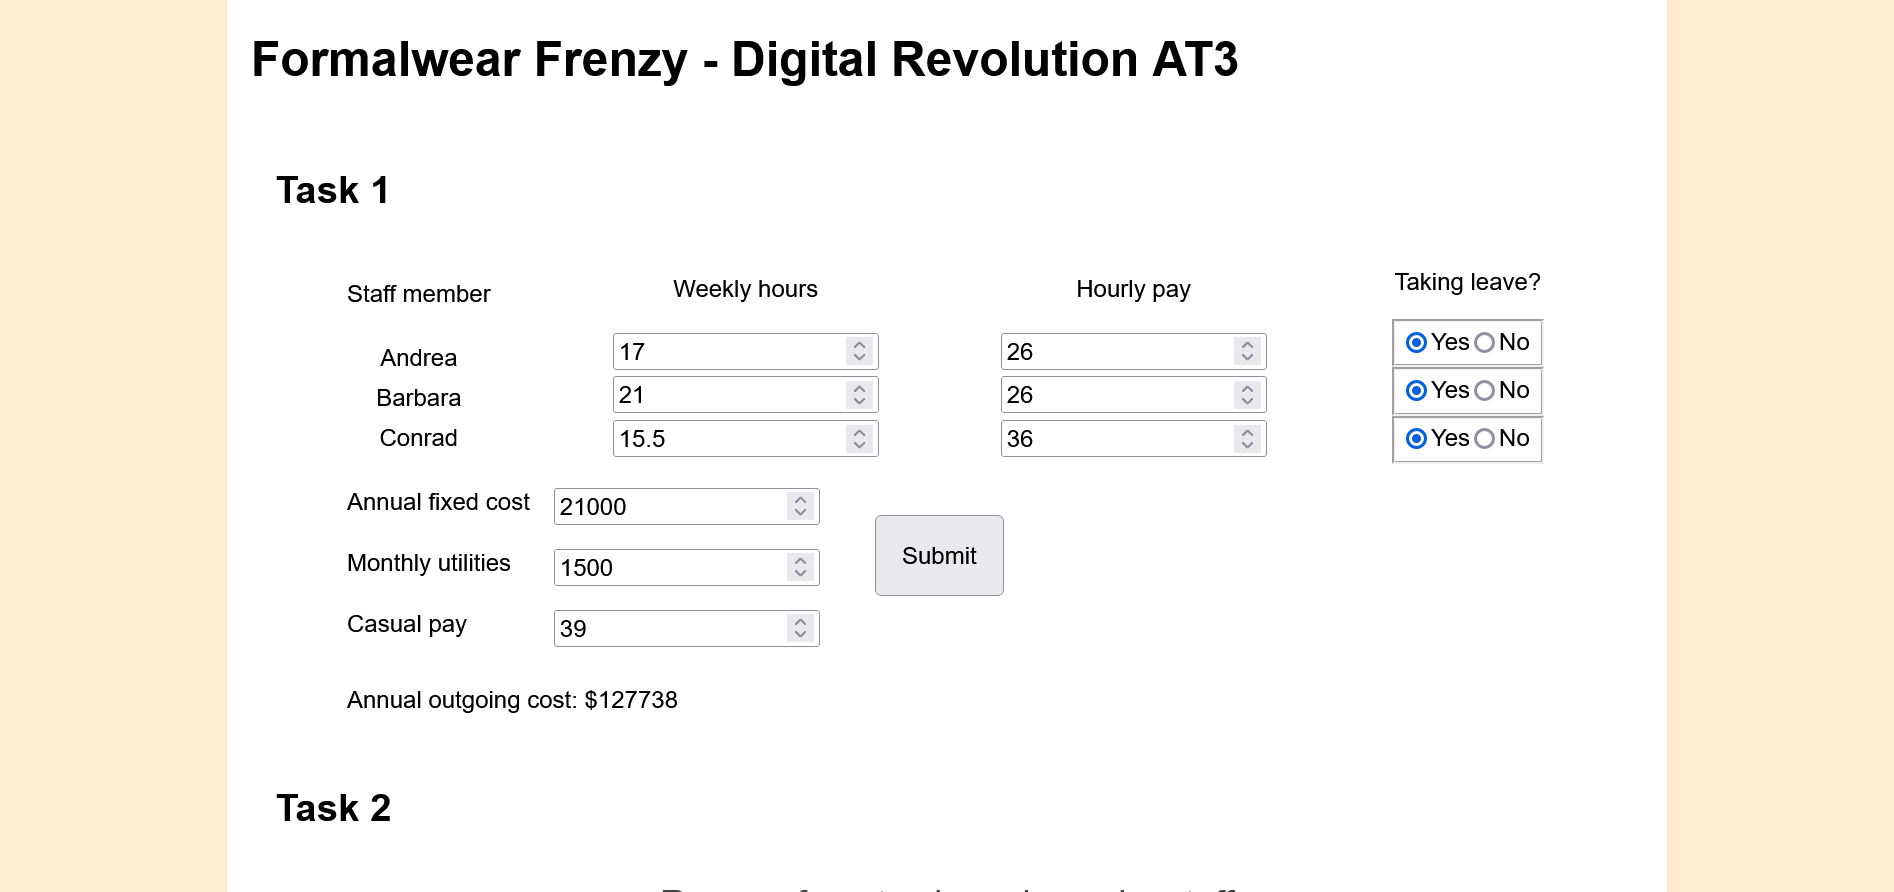 Formalwear Frenzy - Digital Revolution AT3
Task 1
Staff member Weekly hours Hourly pay Taking leave?
Andrea 17 26 Yes No
Barbara 21 26 Yes No
Conrad 15.5 36 Yes No
Annual fixed cost 21000
Monthly utilities 1500
Submit
Casual pay 39
Annual outgoing cost: $127738
Task 2